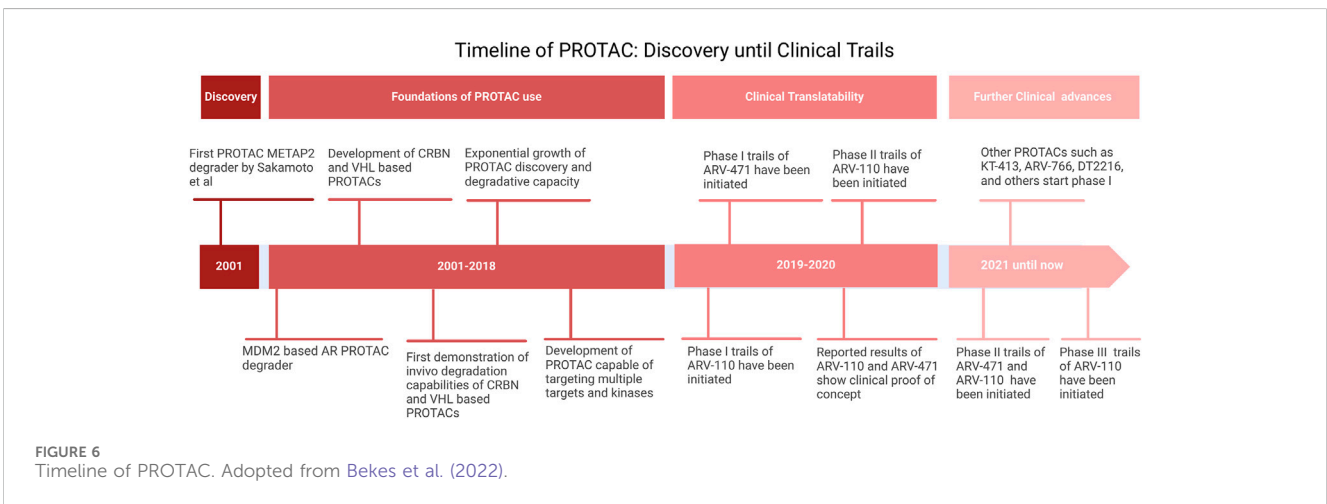 Timeline of PROTAC: Discovery until Clinical Trails
Discovery
Foundations of PROTAC use
Clinical Translatability
Further Clinical advances
First PROTAC METAP2
degrader by Sakamoto
et al
Development of CRBN
and VHL based
PROTACs
Exponential growth of
PROTAC discovery and
degradative capacity
Phase I trails of
ARV-471 have been
initiated
Phase II trails of
ARV-110 have
been initiated
Other PROTACs such as
KT-413, ARV-766, DT2216,
and others start phase I
2001
2001-2018
2019-2020
2021 until now
MDM2 based AR PROTAC
degrader
First demonstration of
invivo degradation
capabilities of CRBN
and VHL based
PROTACs
Development of
PROTAC capable of
targeting multiple
targets and kinases
Phase I trails of
ARV-110 have been
initiated
Reported results of
ARV-110 and ARV-471
show clinical proof of
concept
Phase II trails of
ARV-471 and
ARV-110 have
been initiated
Phase III trails
of ARV-110
have been
initiated
FIGURE 6
Timeline of PROTAC. Adopted from Bekes et al. (2022).